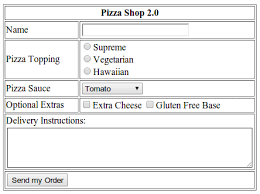 Pizza Shop 2.0
Name
Pizza Topping
Supreme
Vegetarian
Hawaiian
Pizza Sauce
Tomato
Optional Extras
Extra Cheese
Gluten Free Base
Delivery Instructions:
Send my Order